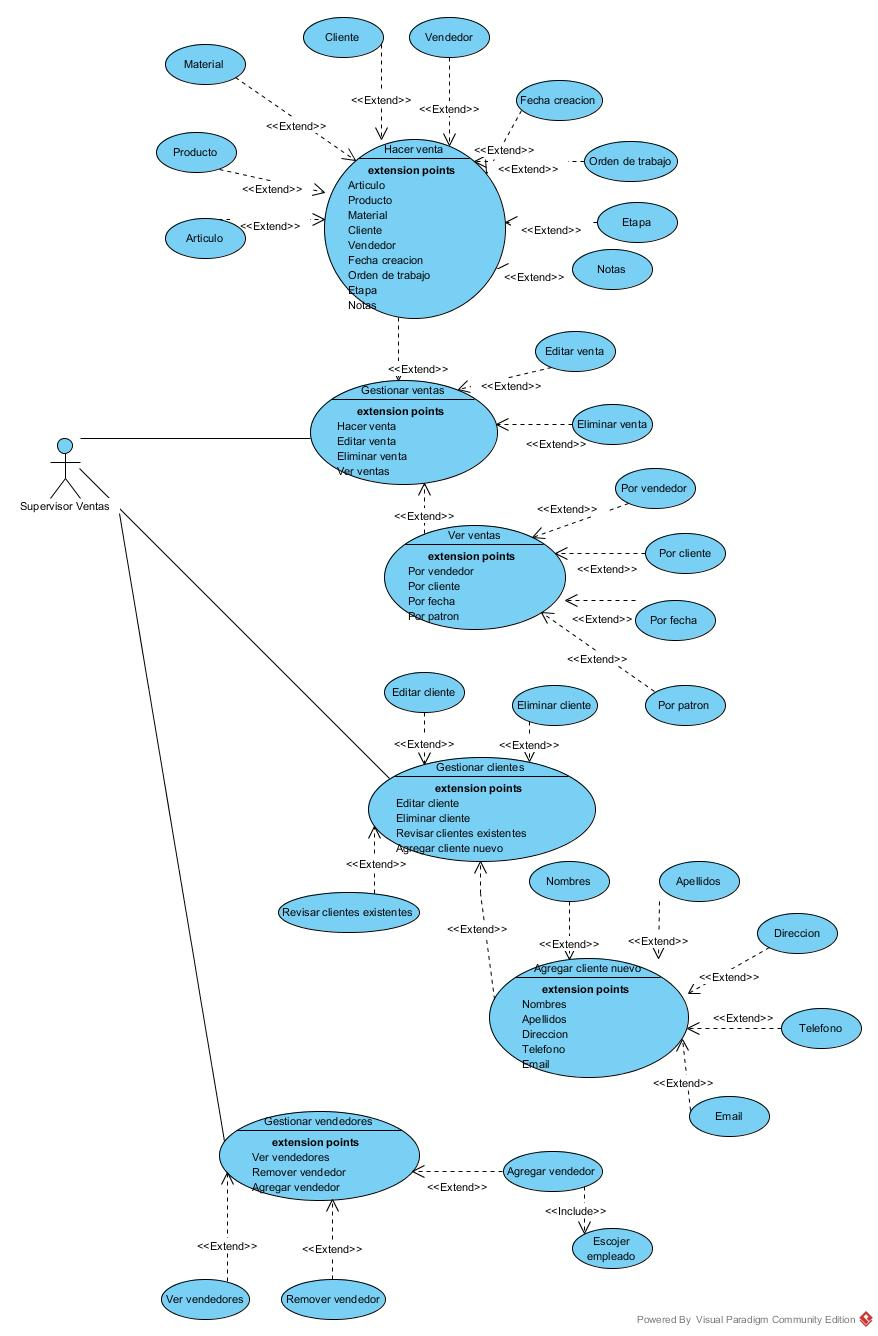 Cliente
Vendedor
Material
Fecha creacion
<<Extend>>
<<Extend>>
<<Extend>>
Producto
Hacer venta
<<Extend>>
Orden de trabajo
<<Extend>>
extension points
Articulo
Producto
Material
Cliente
Vendedor
Fecha creacion
Orden de trabajo
Etapa
Notas
<<Extend>>
Articulo
<<Extend>>
Etapa
<<Extend>>
Notas
<<Extend>>
Editar venta
<<Extend>>
<<Extend>>
Gestionar ventas
extension points
Hacer venta
Editar venta
Eliminar venta
Ver ventas
Eliminar venta
<<Extend>>
Supervisor Ventas
Por vendedor
<<Extend>>
<<Extend>>
Ver ventas
extension points
Por vendedor
Por cliente
Por fecha
Por patron
Por cliente
<<Extend>>
Por fecha
<<Extend>>
<<Extend>>
Por patron
Editar cliente
Eliminar cliente
<<Extend>>
<<Extend>>
Gestionar clientes
extension points
Editar cliente
Eliminar cliente
Revisar clientes existentes
Agregar cliente nuevo
<<Extend>>
Revisar clientes existentes
Nombres
Apellidos
<<Extend>>
Direccion
<<Extend>>
<<Extend>>
Agregar cliente nuevo
extension points
Nombres
Apellidos
Direccion
Telefono
Email
<<Extend>>
<<Extend>>
Telefono
<<Extend>>
Email
Gestionar vendedores
extension points
Ver vendedores
Remover vendedor
Agregar vendedor
Agregar vendedor
<<Extend>>
<<Include>>
Escojer
empleado
<<Extend>>
<<Extend>>
Ver vendedores
Remover vendedor
Powered By Visual Paradigm Community Edition